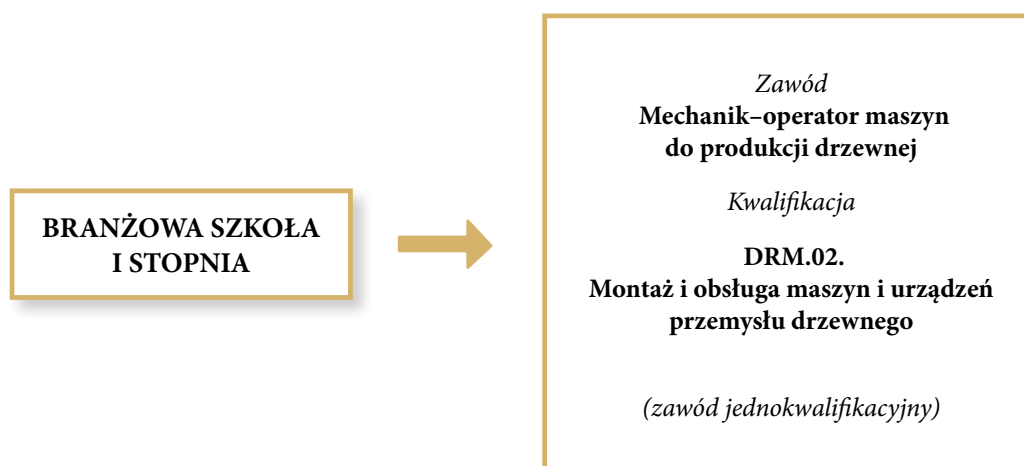 BRANŻOWA SZKOŁA
I STOPNIA
Zawód
Mechanik–operator maszyn
do produkcji drzewnej
Kwalifikacja
DRM.02.
Montaż i obsługa maszyn i urządzeń
przemysłu drzewnego
(zawód jednokwalifikacyjny)